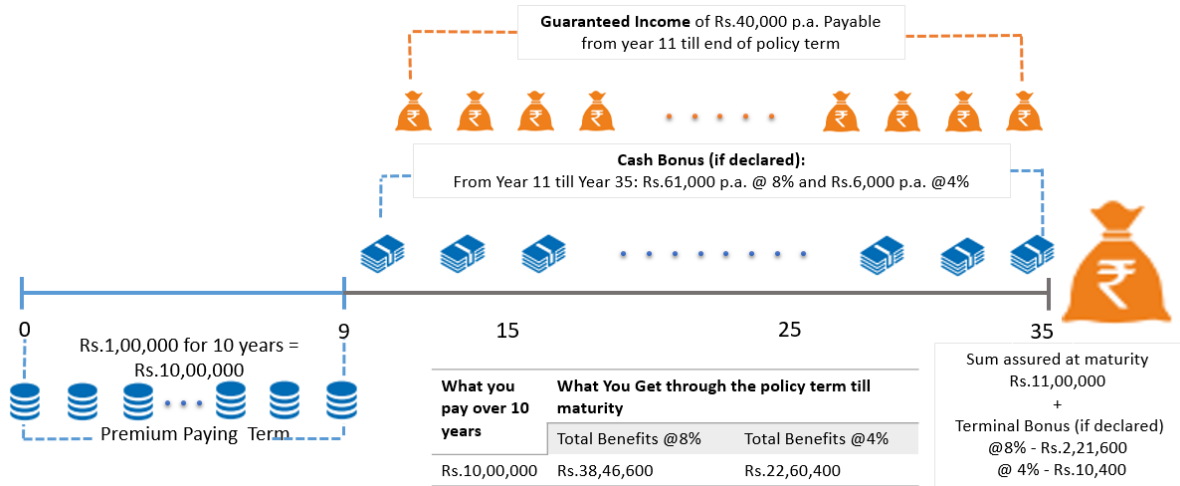 Guaranteed Income of Rs.40,000 p.a. Payable
from year 11 till end of policy term
₹ ₹ ₹ ₹ ₹ ₹ ₹ ₹
Cash Bonus (if declared):
From Year 11 till Year 35: Rs.61,000 p.a. @ 8% and Rs.6,000 p.a. @4%
₹
0 9 15 25 35
Rs.1,00,000 for 10 years =
Rs.10,00,000
Premium Paying Term
What you
pay over 10
years
What You Get through the policy term till
maturity
Total Benefits @8% Total Benefits @4%
Rs.10,00,000 Rs.38,46,600 Rs.22,60,400
Sum assured at maturity
Rs.11,00,000
+
Terminal Bonus (if declared)
@8% - Rs.2,21,600
@ 4% - Rs.10,400